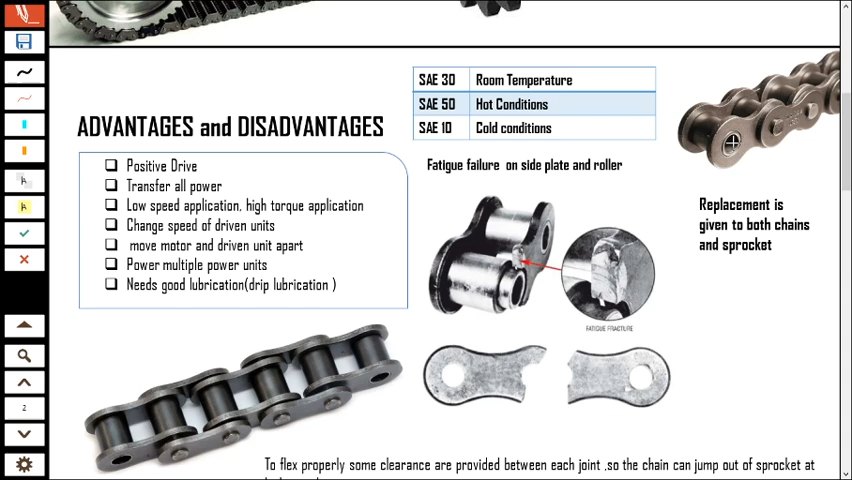 SAE 30 Room Temperature
SAE 50 Hot Conditions
SAE 10 Cold conditions
ADVANTAGES and DISADVANTAGES
Positive Drive
Transfer all power
Low speed application, high torque application
Change speed of driven units
move motor and driven unit apart
Power multiple power units
Needs good lubrication(drip lubrication )
Fatigue failure on side plate and roller
FATIGUE FRACTURE
Replacement is
given to both chains
and sprocket
To flex properly some clearance are provided between each joint ,so the chain can jump out of sprocket at
2